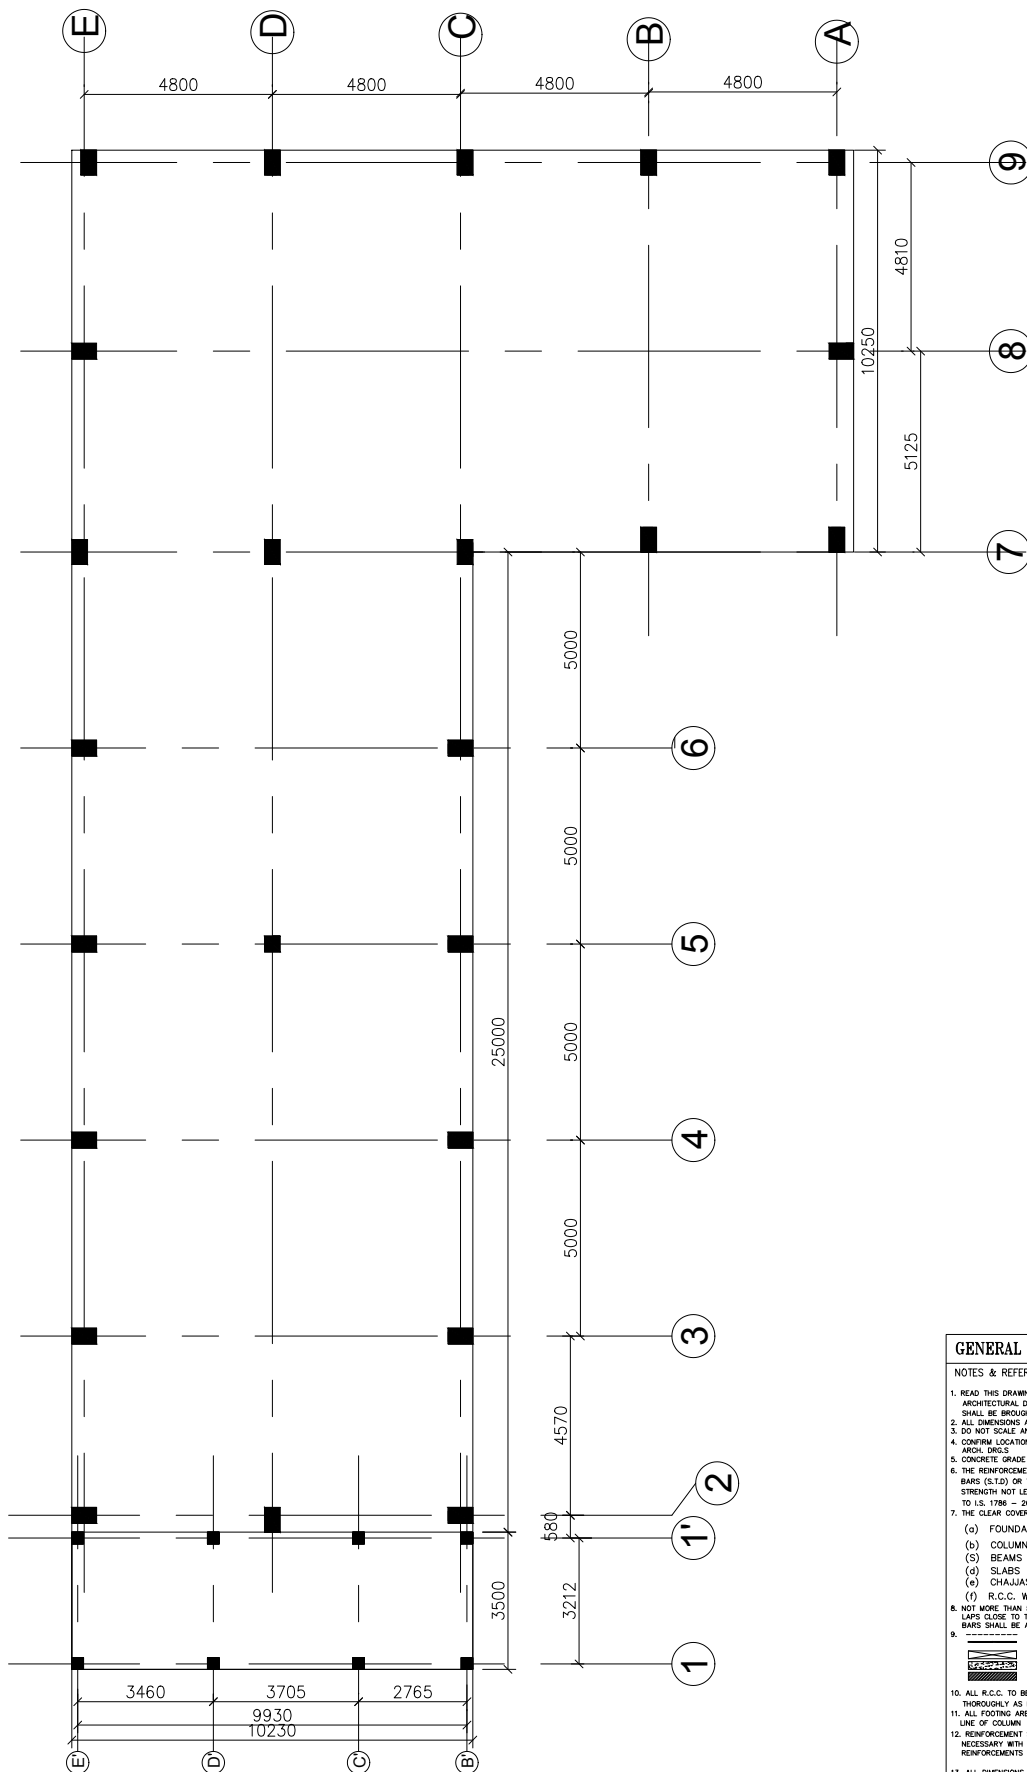 E D C B A
4800 4800 4800 4800
9
4810
8
10250
5125
7
5000
6
5000
5
25000
5000
4
5000
3
4570
2
580
1'
3500 3212
1
3460 3705 2765
9930
10230
E' D' C' B'
GENERAL
NOTES & REFER
1. READ THIS DRAWIN
ARCHITECTURAL D
SHALL BE BROUG
2. ALL DIMENSIONS A
3. DO NOT SCALE AN
4. CONFIRM LOCATION
ARCH. DRG.S
5. CONCRETE GRADE
6. THE REINFORCEME
BARS (S.T.D) OR
STRENGTH NOT LE
TO I.S. 1786 – 2
7. THE CLEAR COVER
(a) FOUNDA
(b) COLUMN
(S) BEAMS
(d) SLABS
(e) CHAJJAS
(f) R.C.C. W
8. NOT MORE THAN
LAPS CLOSE TO T
BARS SHALL BE A
9.
10. ALL R.C.C. TO BE
THOROUGHLY AS
11. ALL FOOTING ARE
LINE OF COLUMN
12. REINFORCEMENT
NECESSARY WITH
REINFORCEMENTS
13. ALL DIMENSIONS